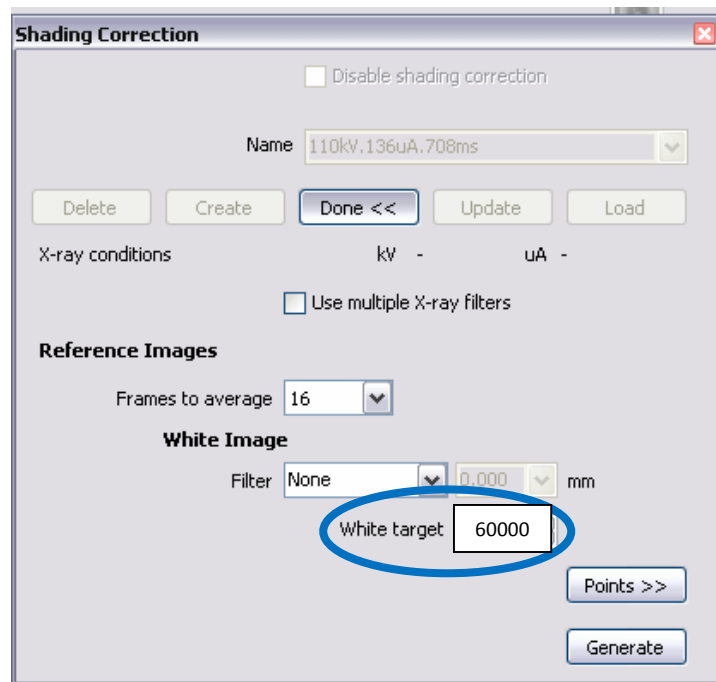 Shading Correction
Disable shading correction
Name 110kV.136uA.708ms
Delete Create Done << Update Load
X-ray conditions kV - uA -
Use multiple X-ray filters
Reference Images
Frames to average 16
White Image
Filter None 0.000 mm
White target 60000
Points >>
Generate